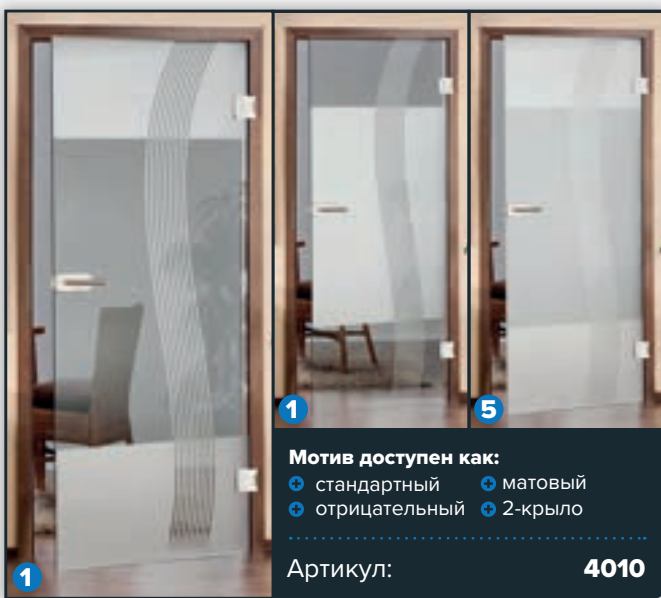 1
1
5
Мотив доступен как:
стандартный матовый
отрицательный 2-крыло
Артикул: 4010